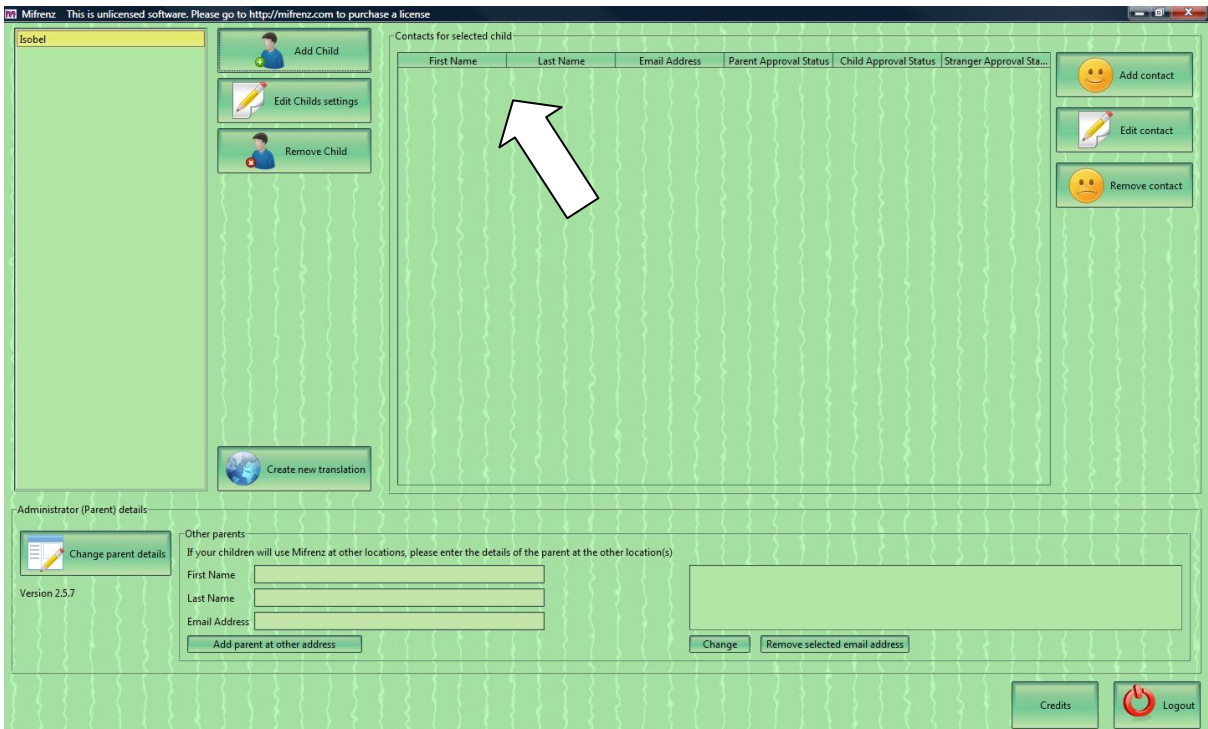 Mifrenz This is unlicensed software. Please go to http://mifrenz.com to purchase a license
Isobel
Add Child
Edit Childs settings
Remove Child
Create new translation
Contacts for selected child
First Name Last Name Email Address Parent Approval Status Child Approval Status Stranger Approval Sta...
Add contact
Edit contact
Remove contact
Administrator (Parent) details
Change parent details
Version 2.5.7
Other parents
If your children will use Mifrenz at other locations, please enter the details of the parent at the other location(s)
First Name
Last Name
Email Address
Add parent at other address
Change Remove selected email address
Credits Logout